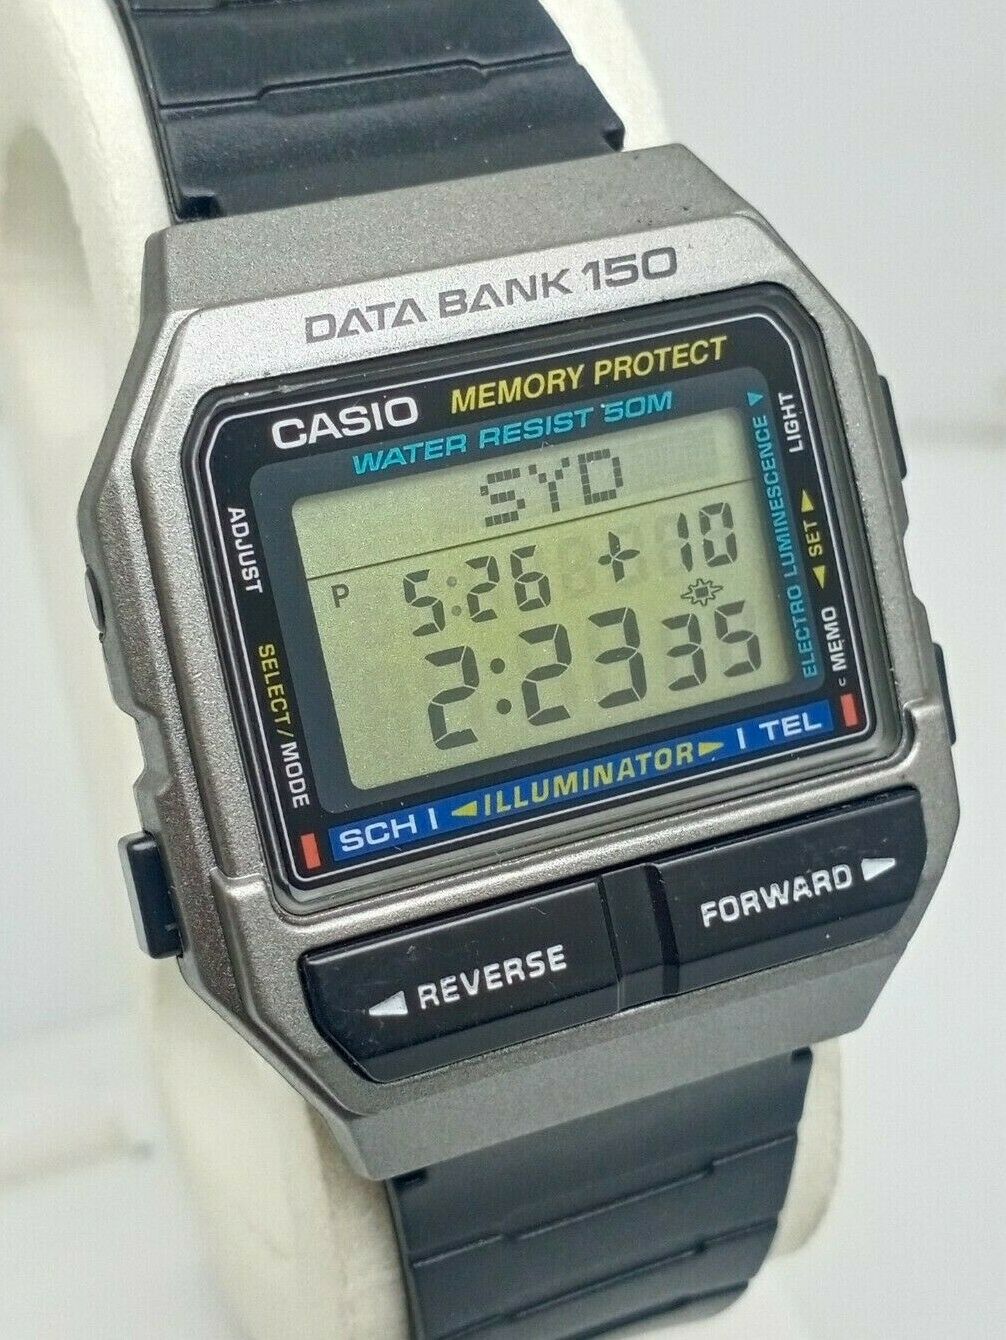 DATA BANK 150
CASIO MEMORY PROTECT
WATER RESIST 50M
ADJUST
SELECT / MODE
SYD
P 5:26 + 10
2:23 35
LIGHT
ELECTRO LUMINESCENCE ▼
◀ SET ▶
C MEMO
SCH I ◀ILLUMINATOR▶ I TEL
◀ REVERSE
FORWARD ▶